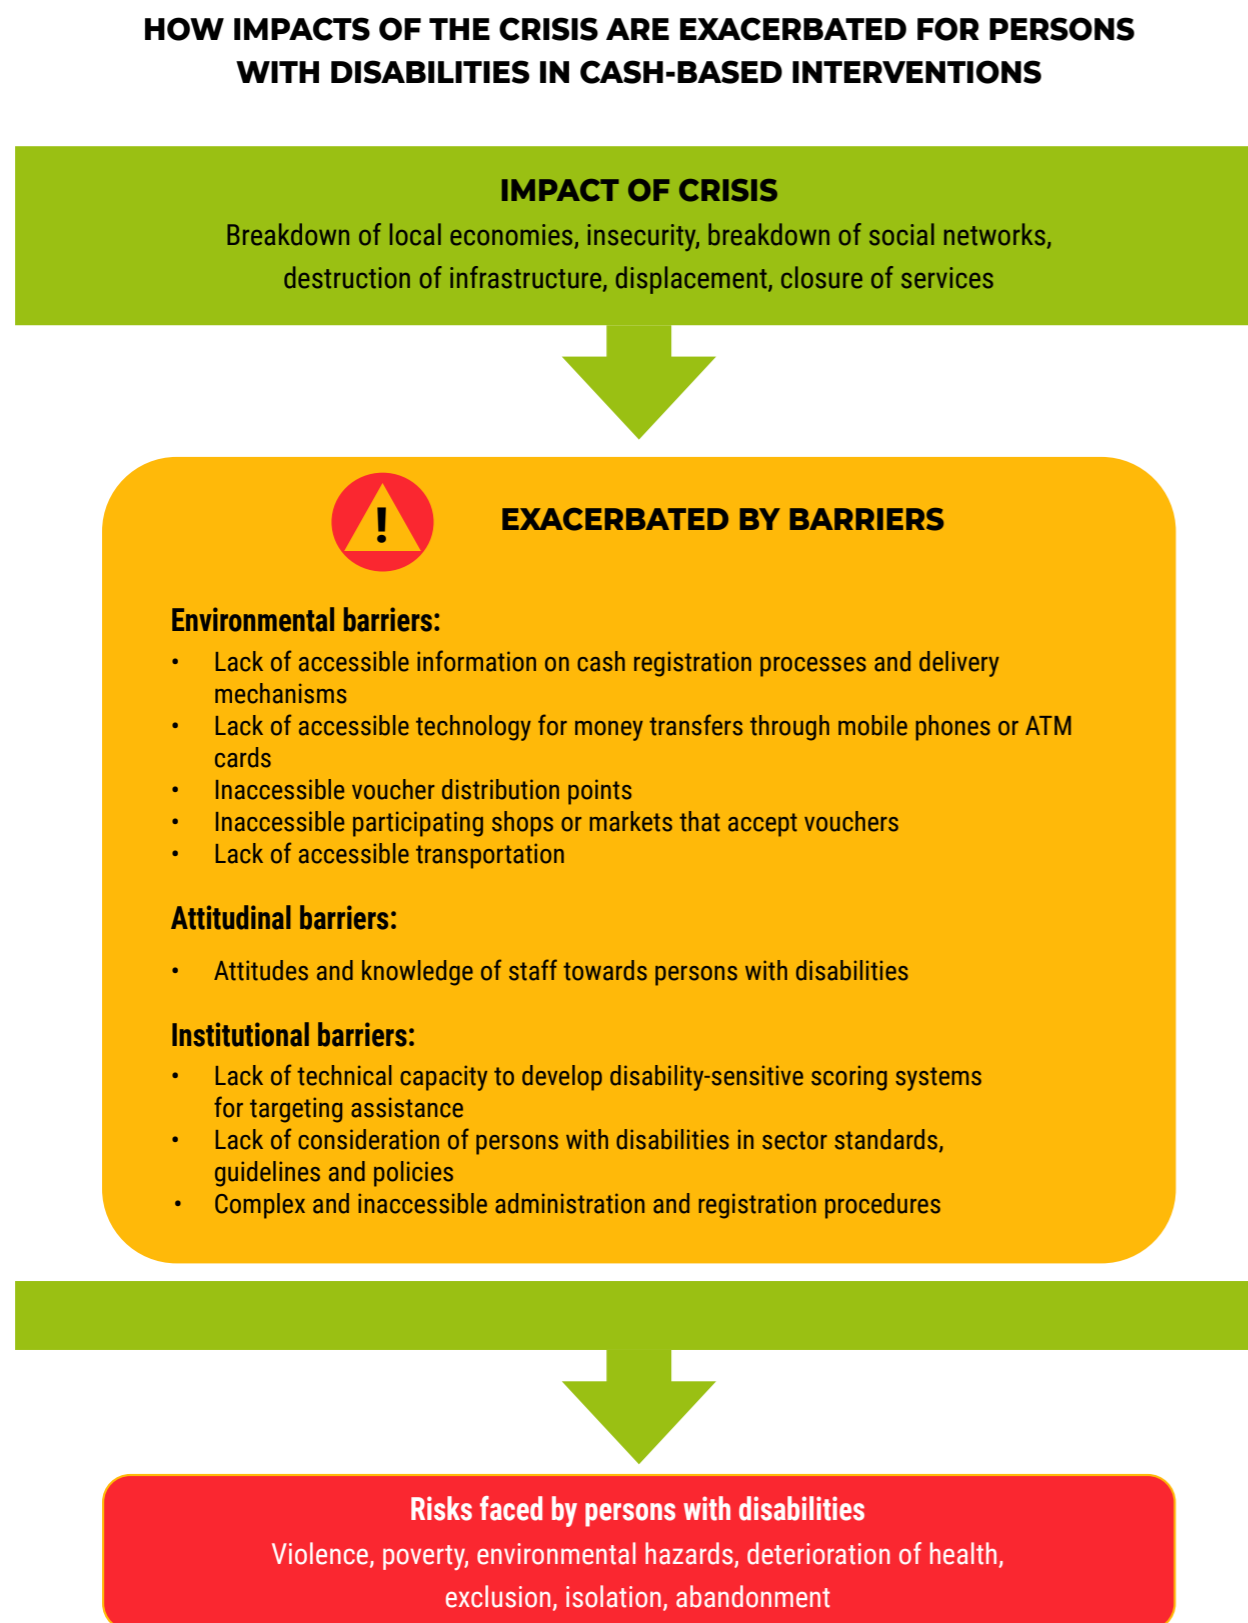 HOW IMPACTS OF THE CRISIS ARE EXACERBATED FOR PERSONS
WITH DISABILITIES IN CASH-BASED INTERVENTIONS
IMPACT OF CRISIS
Breakdown of local economies, insecurity, breakdown of social networks,
destruction of infrastructure, displacement, closure of services
!
EXACERBATED BY BARRIERS
Environmental barriers:
• Lack of accessible information on cash registration processes and delivery
mechanisms
• Lack of accessible technology for money transfers through mobile phones or ATM
cards
• Inaccessible voucher distribution points
• Inaccessible participating shops or markets that accept vouchers
• Lack of accessible transportation
Attitudinal barriers:
• Attitudes and knowledge of staff towards persons with disabilities
Institutional barriers:
• Lack of technical capacity to develop disability-sensitive scoring systems
for targeting assistance
• Lack of consideration of persons with disabilities in sector standards,
guidelines and policies
• Complex and inaccessible administration and registration procedures
Risks faced by persons with disabilities
Violence, poverty, environmental hazards, deterioration of health,
exclusion, isolation, abandonment